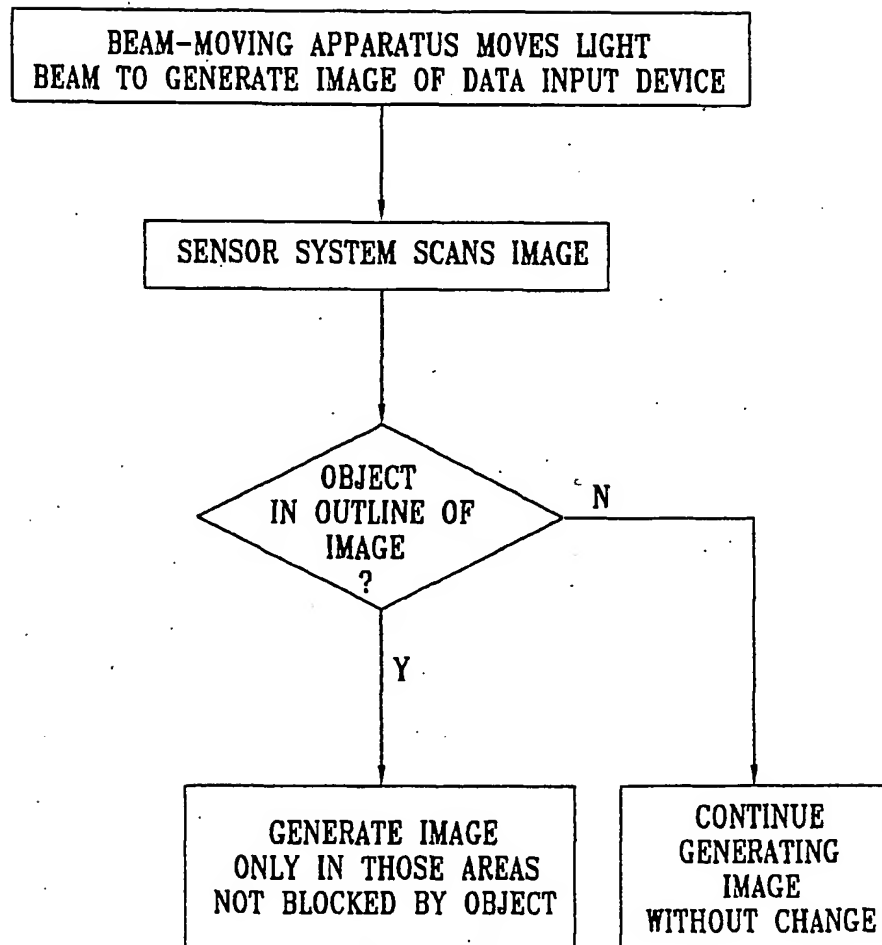 BEAM-MOVING APPARATUS MOVES LIGHT
BEAM TO GENERATE IMAGE OF DATA INPUT DEVICE
SENSOR SYSTEM SCANS IMAGE
OBJECT
IN OUTLINE OF
IMAGE
?
N
Y
GENERATE IMAGE
ONLY IN THOSE AREAS
NOT BLOCKED BY OBJECT
CONTINUE
GENERATING
IMAGE
WITHOUT CHANGE